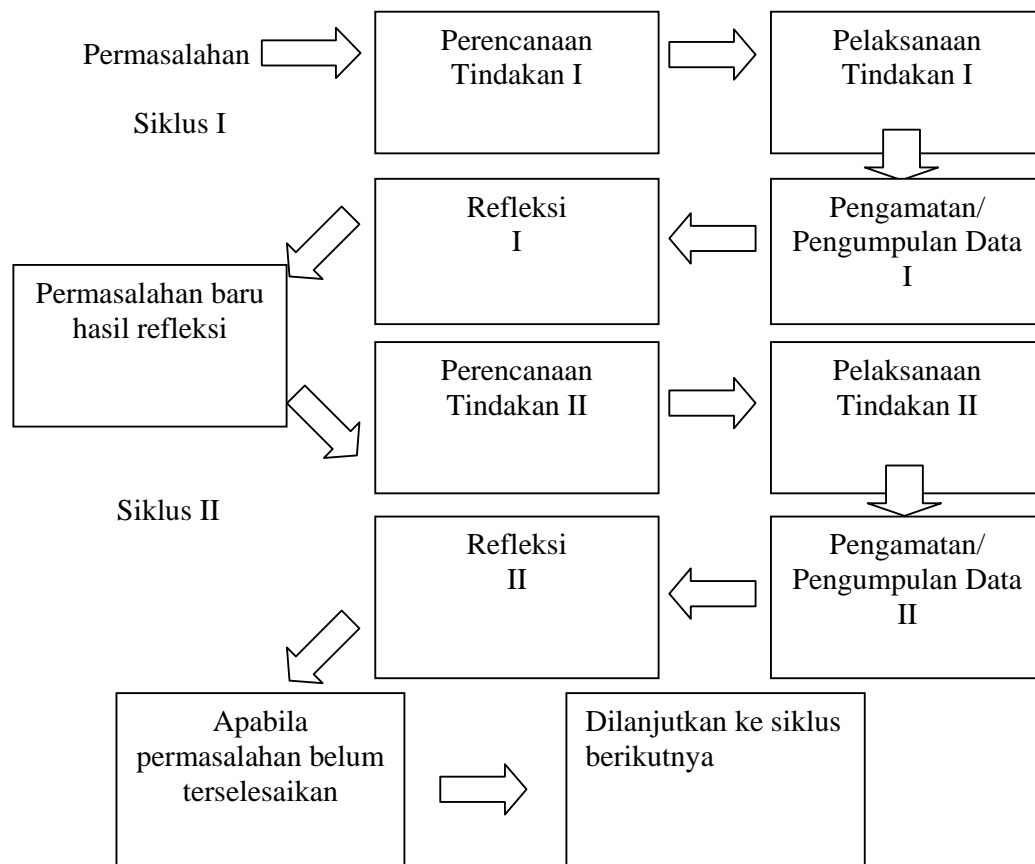 Permasalahan
Perencanaan
Tindakan I
Pelaksanaan
Tindakan I
Siklus I
Refleksi
I
Pengamatan/
Pengumpulan Data
I
Permasalahan baru
hasil refleksi
Perencanaan
Tindakan II
Pelaksanaan
Tindakan II
Siklus II
Refleksi
II
Pengamatan/
Pengumpulan Data
II
Apabila
permasalahan belum
terselesaikan
Dilanjutkan ke siklus
berikutnya